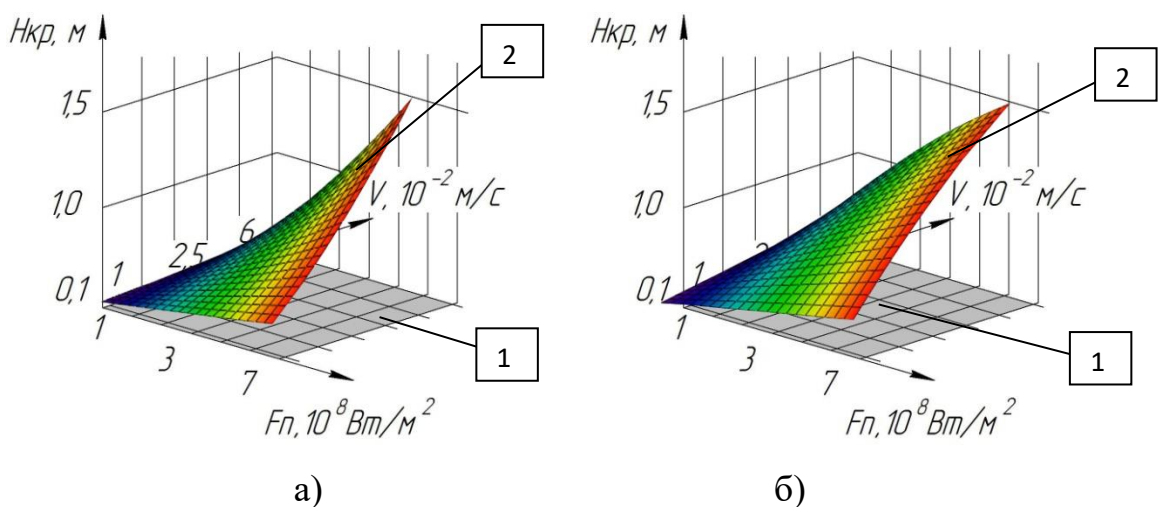 Нкр, м
1,5
1,0
0,1
1
2,5
6
V, 10⁻² м/с
1
3
7
Fп, 10⁸ Вт/м²
2
1
а)
Нкр, м
1,5
1,0
0,1
1
V, 10⁻² м/с
1
3
7
Fп, 10⁸ Вт/м²
2
1
б)